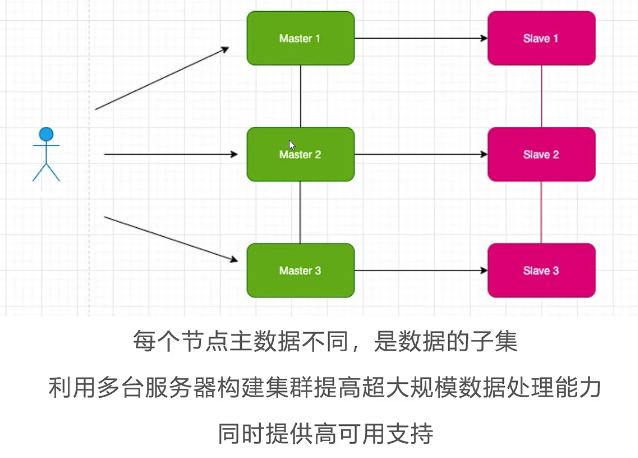 Master 1
Slave 1
Master 2
Slave 2
Master 3
Slave 3
每个节点主数据不同，是数据的子集
利用多台服务器构建集群提高超大规模数据处理能力
同时提供高可用支持